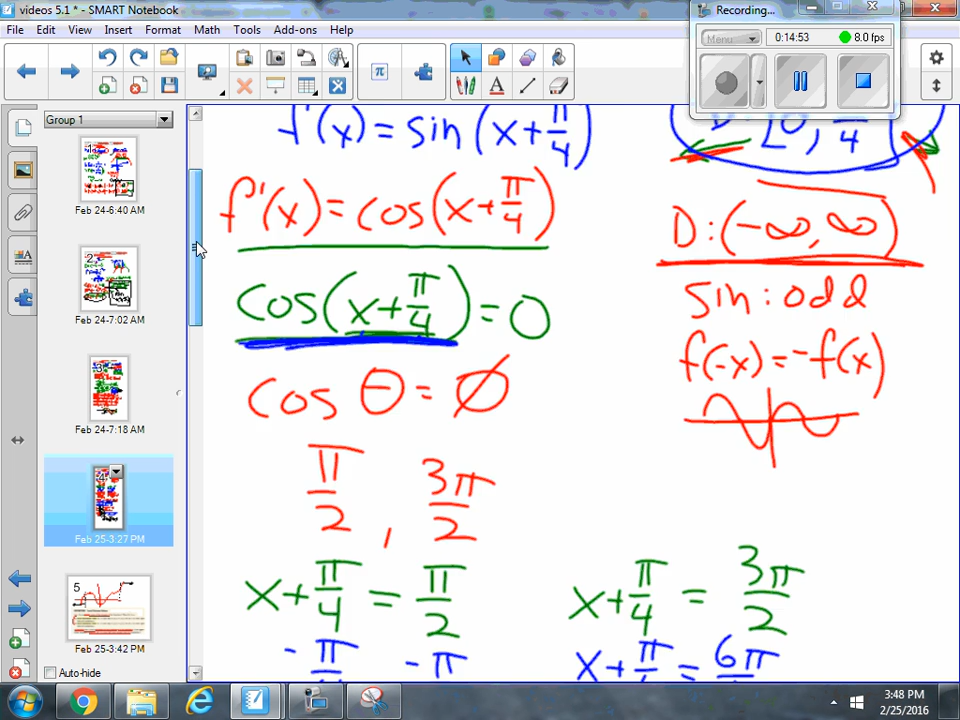 videos 5.1 * - SMART Notebook
File Edit View Insert Format Math Tools Add-ons Help
Recording...
Menu
0:14:53
8.0 fps
Group 1
Feb 24-6:40 AM
Feb 24-7:02 AM
Feb 24-7:18 AM
Feb 25-3:27 PM
5
Feb 25-3:42 PM
Auto-hide
f(x) = sin(x+π/4)
f'(x) = cos(x+π/4)
cos(x+π/4) = 0
cos θ = Ø
π/2 , 3π/2
x+π/4 = π/2
-π -π
D: (-∞, ∞)
sin: odd
f(-x) = -f(x)
x+π/4 = 3π/2
x+π = 6π
3:48 PM
2/25/2016